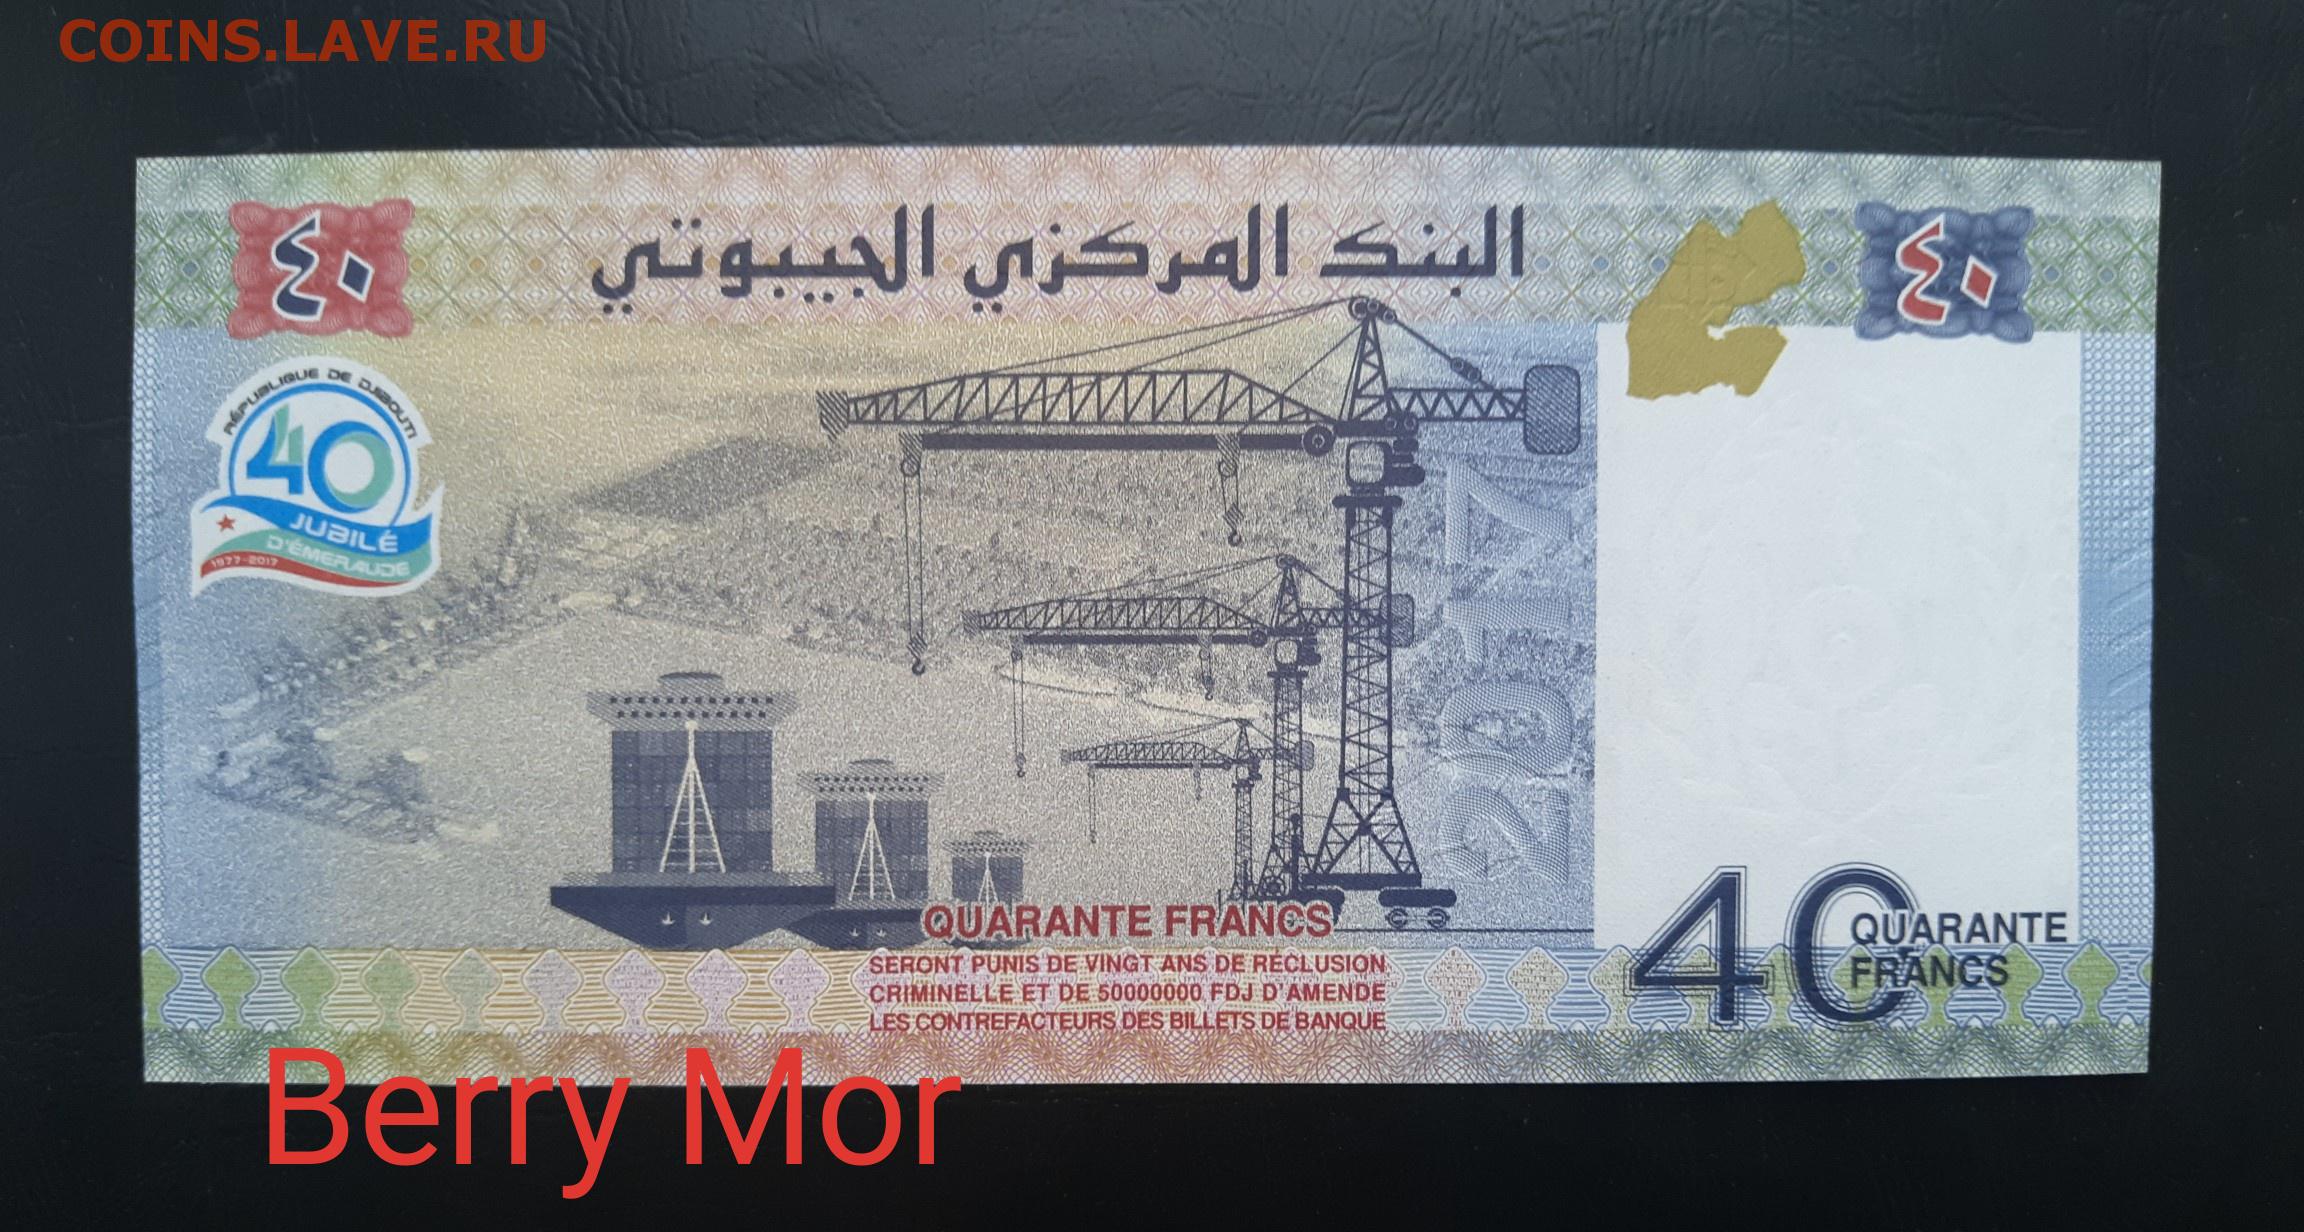 COINS.LAVE.RU
٤٠
البنك المركزي الجيبوتي
٤٠
RÉPUBLIQUE DE DJIBOUTI
40
JUBILÉ
D'ÉMERAUDE
1977-2017
2017
QUARANTE FRANCS
SERONT PUNIS DE VINGT ANS DE RÉCLUSION
CRIMINELLE ET DE 50000000 FDJ D'AMENDE
LES CONTREFACTEURS DES BILLETS DE BANQUE
40
QUARANTE
FRANCS
Berry Mor